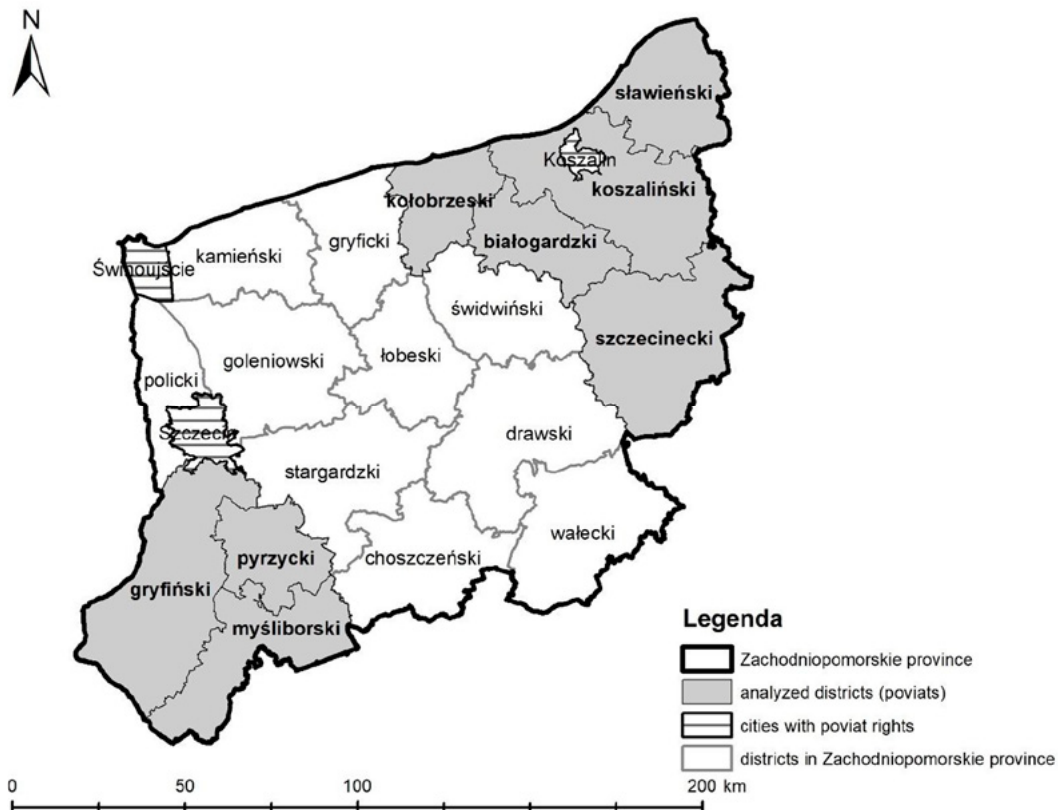 N
sławieński
Koszalin
koszaliński
kołobrzeski
białogardzki
gryficki
kamieński
Świnoujście
świdwiński
szczecinecki
goleniowski
łobeski
policki
Szczecin
drawski
stargardzki
wałecki
choszczeński
pyrzycki
gryfiński
myśliborski
Legenda
Zachodniopomorskie province
analyzed districts (poviats)
cities with poviat rights
districts in Zachodniopomorskie province
0 50 100 200 km